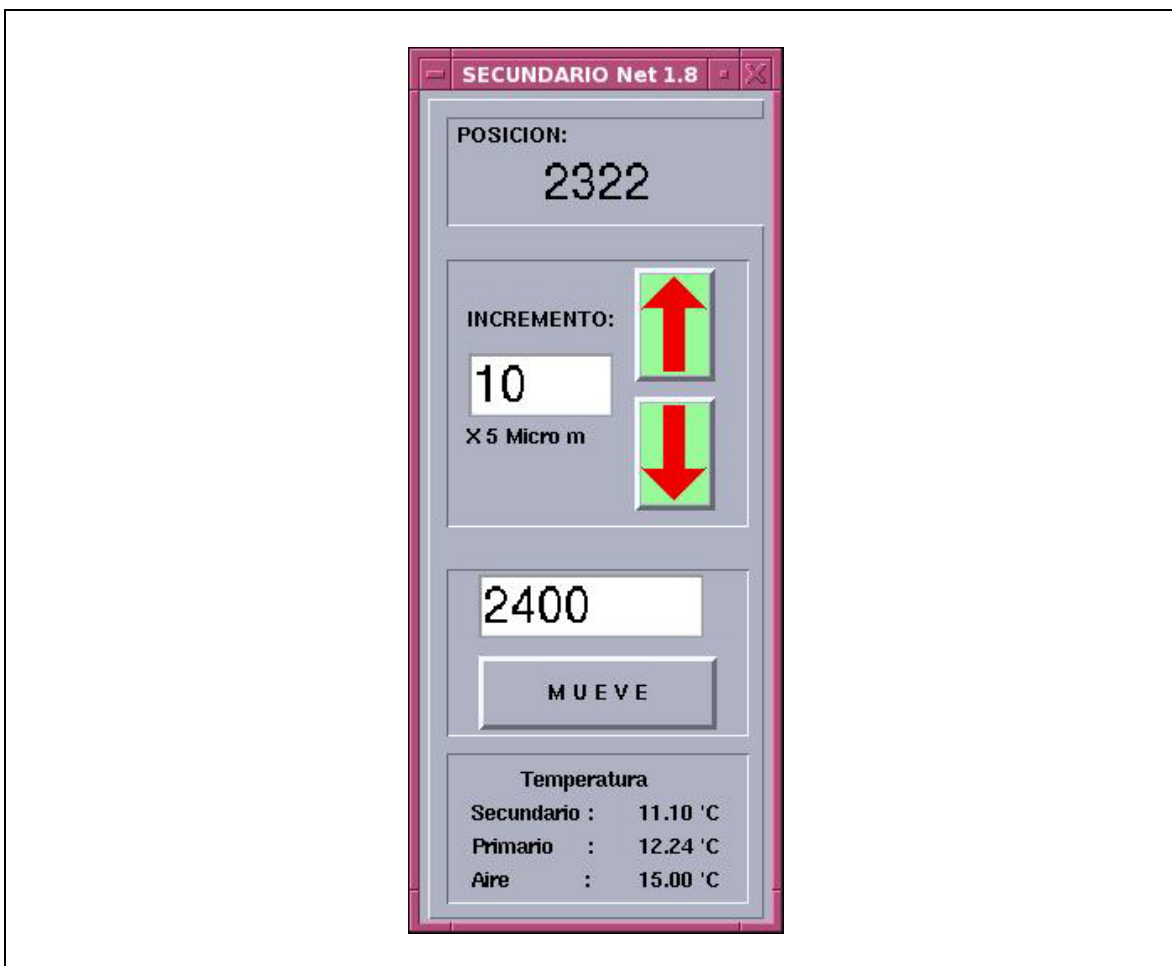 SECUNDARIO Net 1.8
POSICION:
2322
INCREMENTO:
10
X 5 Micro m
2400
M U E V E
Temperatura
Secundario : 11.10 'C
Primario : 12.24 'C
Aire : 15.00 'C